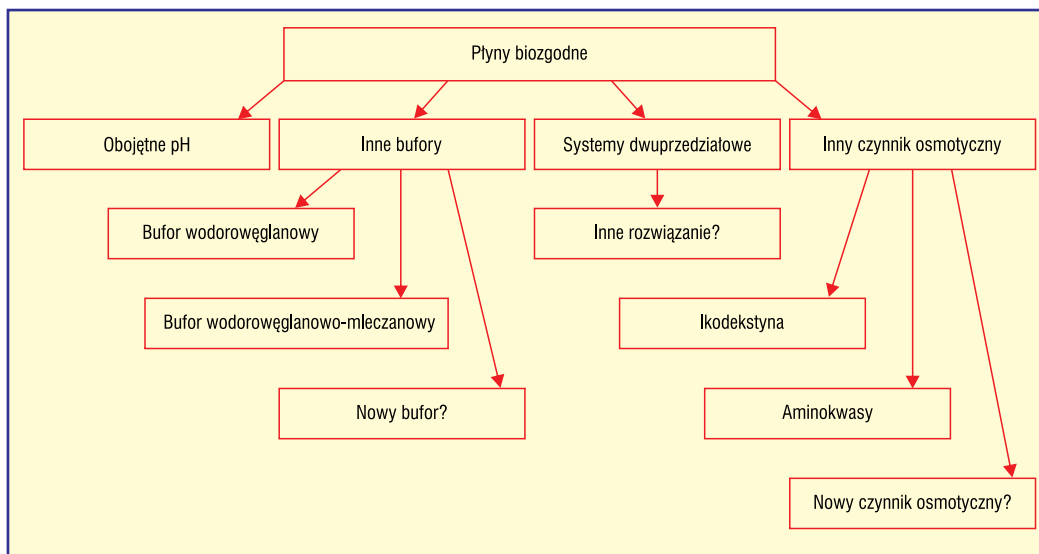 Płyny biozgodne
Obojętne pH
Inne bufory
Systemy dwuprzedziałowe
Inny czynnik osmotyczny
Bufor wodorowęglanowy
Inne rozwiązanie?
Bufor wodorowęglanowo-mleczanowy
Ikodekstyna
Nowy bufor?
Aminokwasy
Nowy czynnik osmotyczny?